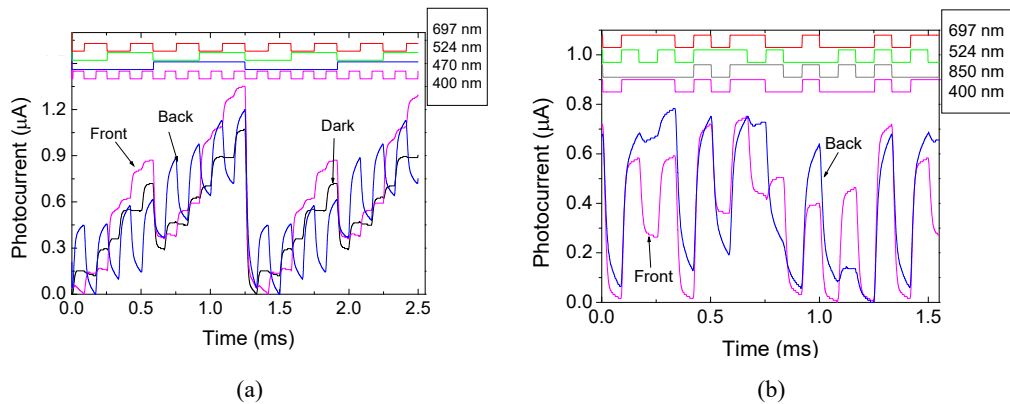 697 nm
524 nm
470 nm
400 nm
Front
Back
Dark
Photocurrent (µA)
1.2
0.9
0.6
0.3
0.0
0.0 0.5 1.0 1.5 2.0 2.5
Time (ms)
(a)
697 nm
524 nm
850 nm
400 nm
Back
Front
Photocurrent (µA)
1.0
0.8
0.6
0.4
0.2
0.0
0.0 0.5 1.0 1.5
Time (ms)
(b)